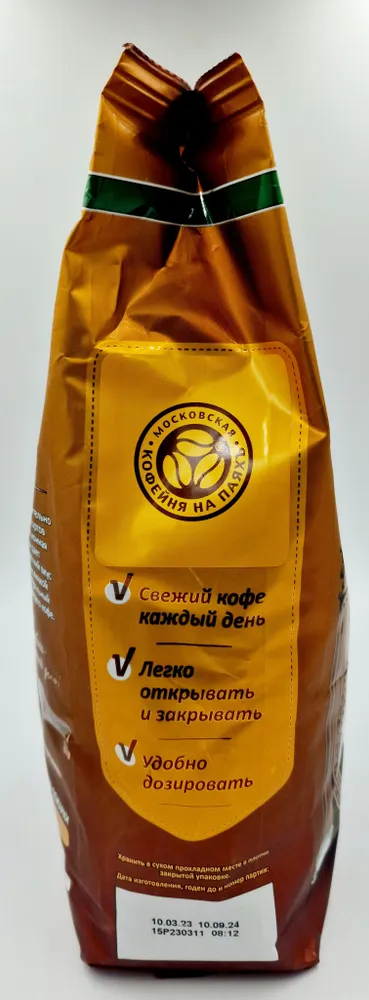 МОСКОВСКАЯ
КОФЕЙНЯ НА ПАЯХЪ
Свежий кофе
каждый день
Легко
открывать
и закрывать
Удобно
дозировать
Хранить в сухом прохладном месте в плотно
закрытой упаковке.
Дата изготовления, годен до и номер партии:
10.03.23 10.09.24
15P230311 08:12